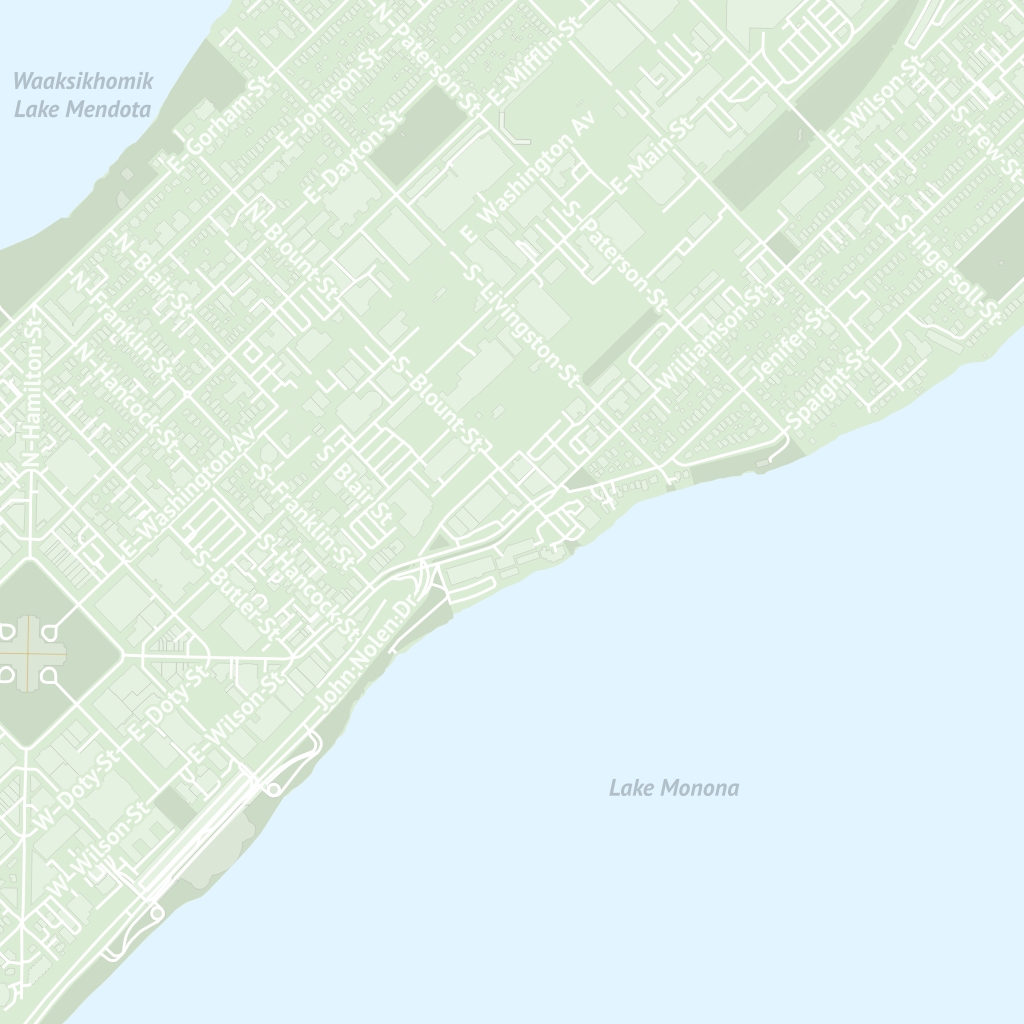 N-Paterson-St
E-Mifflin-St
E-Johnson-St
Waaksikhomik
Lake Mendota
E-Gorham-St
E-Wilson-St
S-Few-St
E-Dayton-St
E Washington Av
E-Main-St
N-Blount-St
N-Blair-St
S-Paterson-St
S-Ingersoll-St
N-Franklin-St
S-Livingston-St
Williamson-St
Jenifer-St
N-Hamilton-St
N-Hancock-St
S-Blount-St
Spaight-St
E-Washington-Av
S-Blair-St
S-Franklin-St
S-Hancock-St
S-Butler-St
John-Nolen-Dr
E-Doty-St
E-Wilson-St
W-Doty-St
Lake Monona
W-Wilson-St